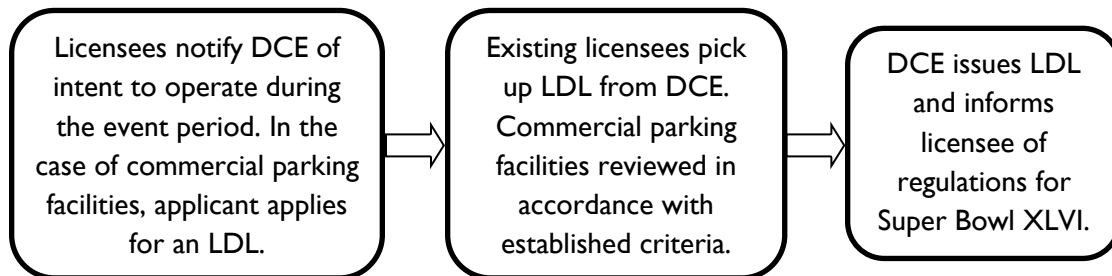 Licensees notify DCE of
intent to operate during
the event period. In the
case of commercial parking
facilities, applicant applies
for an LDL.
Existing licensees pick
up LDL from DCE.
Commercial parking
facilities reviewed in
accordance with
established criteria.
DCE issues LDL
and informs
licensee of
regulations for
Super Bowl XLVI.